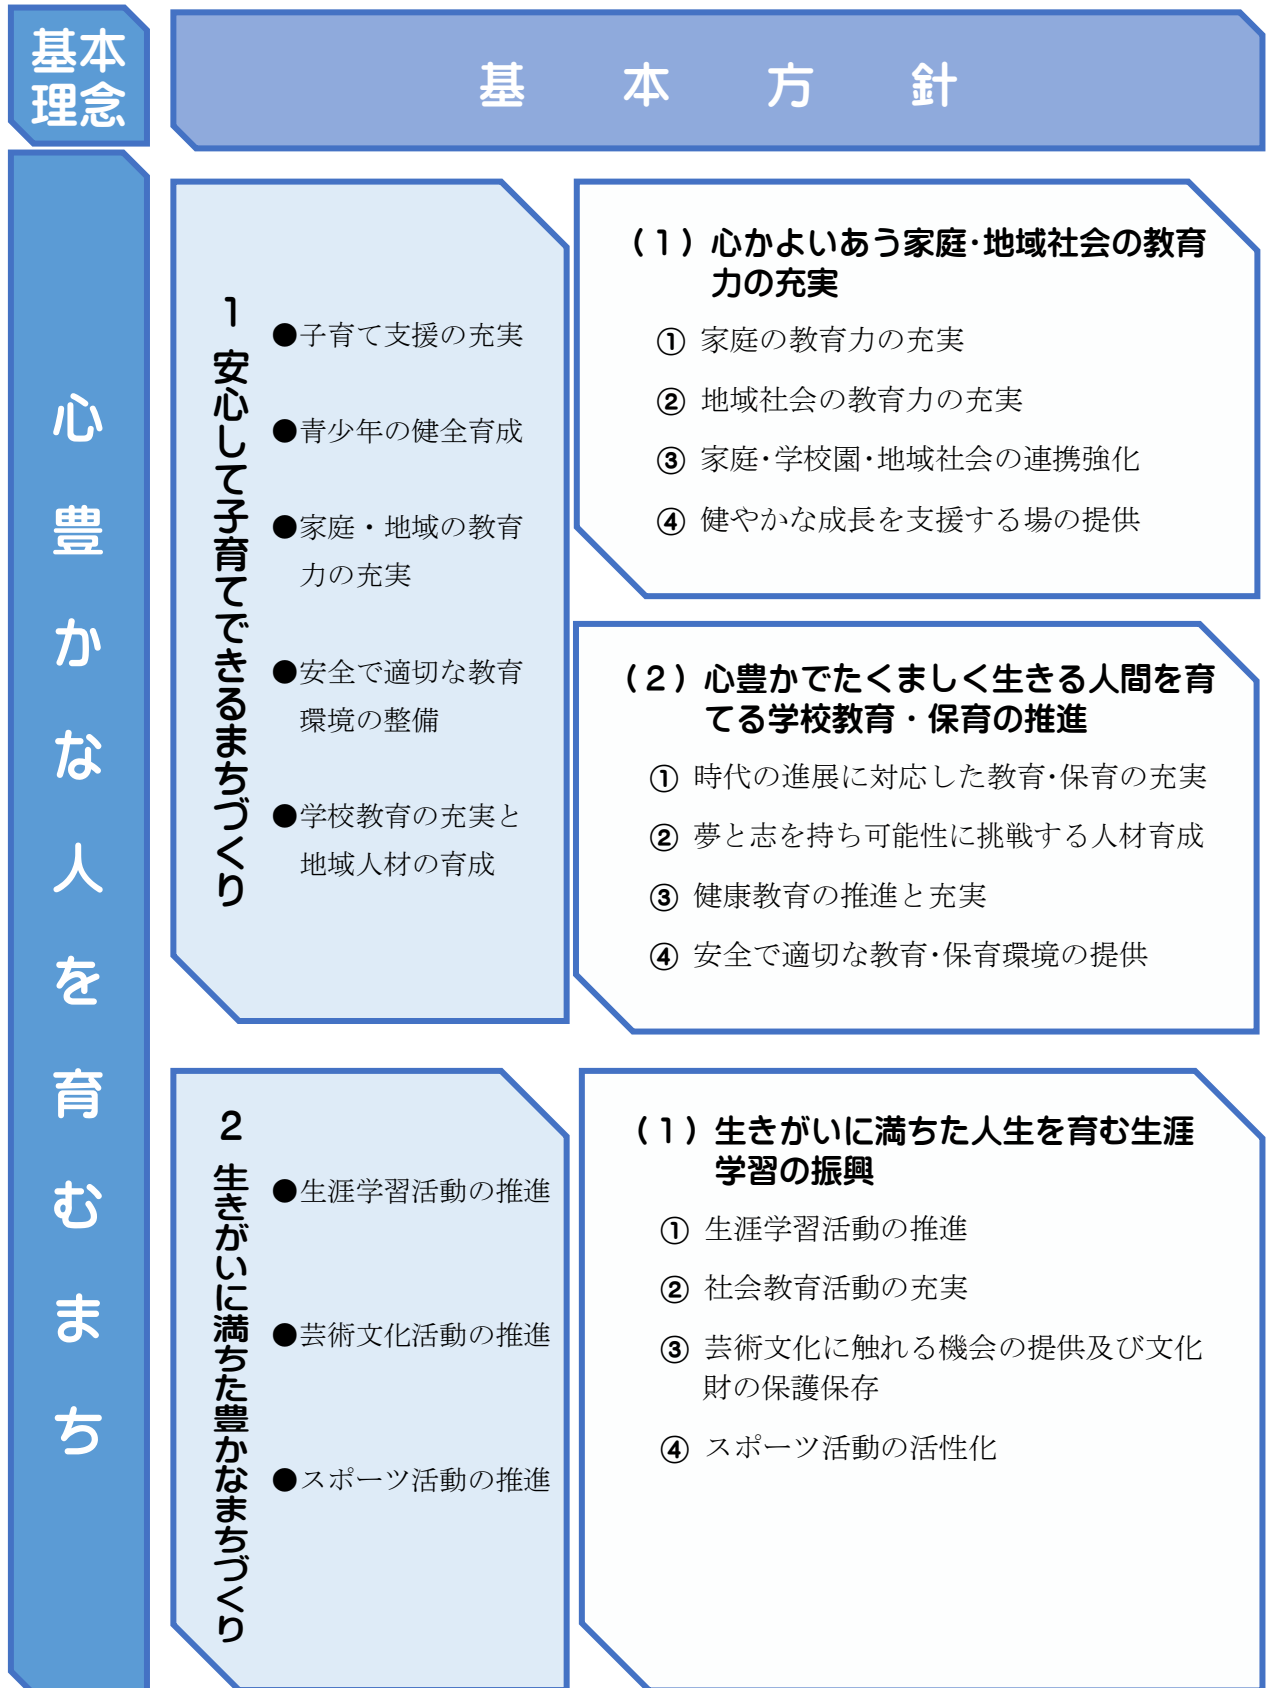 基本
理念
基本方針
心豊かな人を育むまち
1 安心して子育てできるまちづくり
●子育て支援の充実
●青少年の健全育成
●家庭・地域の教育
力の充実
●安全で適切な教育
環境の整備
●学校教育の充実と
地域人材の育成
（１）心かよいあう家庭･地域社会の教育
力の充実
① 家庭の教育力の充実
② 地域社会の教育力の充実
③ 家庭･学校園･地域社会の連携強化
④ 健やかな成長を支援する場の提供
（２）心豊かでたくましく生きる人間を育
てる学校教育・保育の推進
① 時代の進展に対応した教育･保育の充実
② 夢と志を持ち可能性に挑戦する人材育成
③ 健康教育の推進と充実
④ 安全で適切な教育･保育環境の提供
2 生きがいに満ちた豊かなまちづくり
●生涯学習活動の推進
●芸術文化活動の推進
●スポーツ活動の推進
（１）生きがいに満ちた人生を育む生涯
学習の振興
① 生涯学習活動の推進
② 社会教育活動の充実
③ 芸術文化に触れる機会の提供及び文化
財の保護保存
④ スポーツ活動の活性化